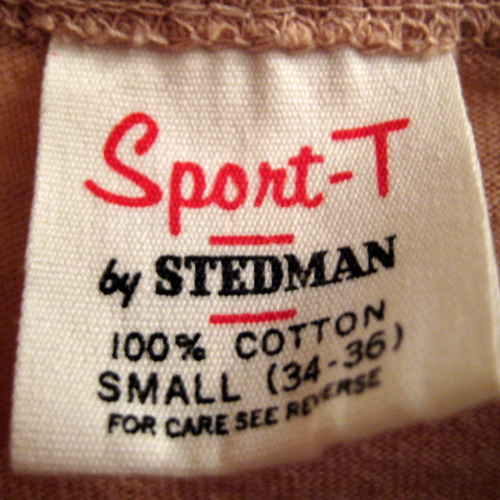 Sport-T
by STEDMAN
100% COTTON
SMALL (34-36)
FOR CARE SEE REVERSE